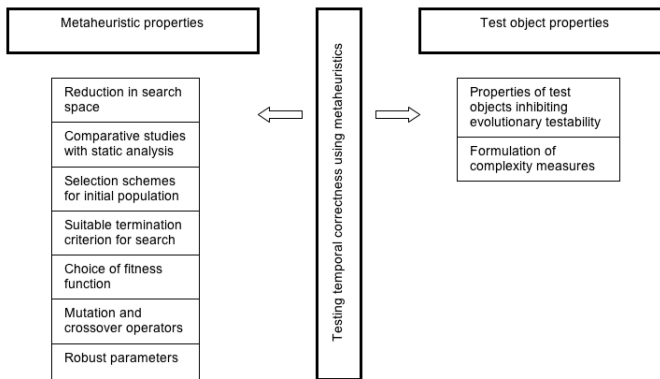 Metaheuristic properties
Reduction in search
space
Comparative studies
with static analysis
Selection schemes
for initial population
Suitable termination
criterion for search
Choice of fitness
function
Mutation and
crossover operators
Robust parameters
Testing temporal correctness using metaheuristics
Test object properties
Properties of test
objects inhibiting
evolutionary testability
Formulation of
complexity measures